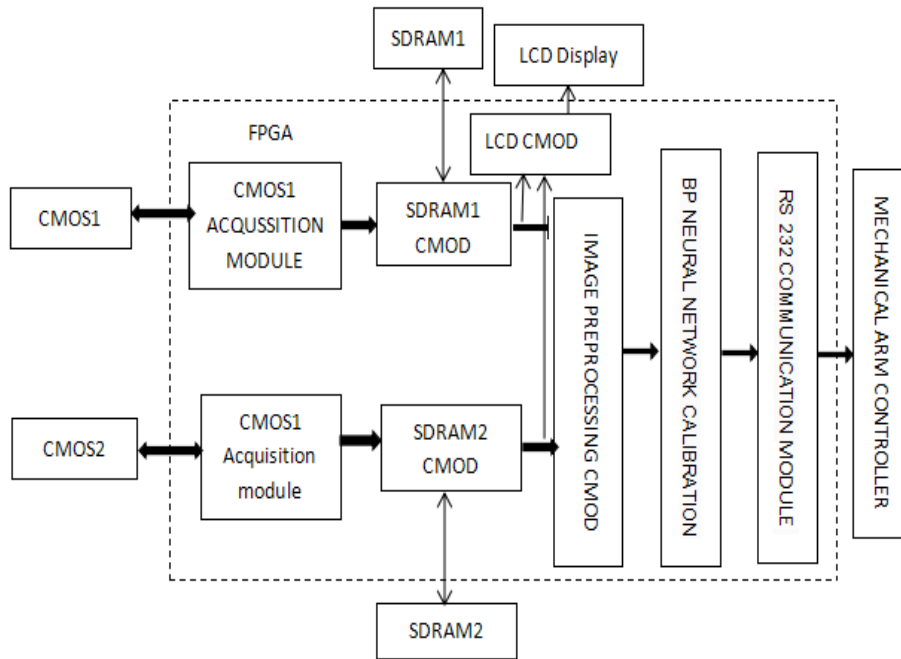 SDRAM1
LCD Display
FPGA
LCD CMOD
CMOS1
CMOS1
ACQUSSITION
MODULE
SDRAM1
CMOD
IMAGE PREPROCESSING CMOD
BP NEURAL NETWORK CALIBRATION
RS 232 COMMUNICATION MODULE
MECHANICAL ARM CONTROLLER
CMOS2
CMOS1
Acquisition
module
SDRAM2
CMOD
SDRAM2